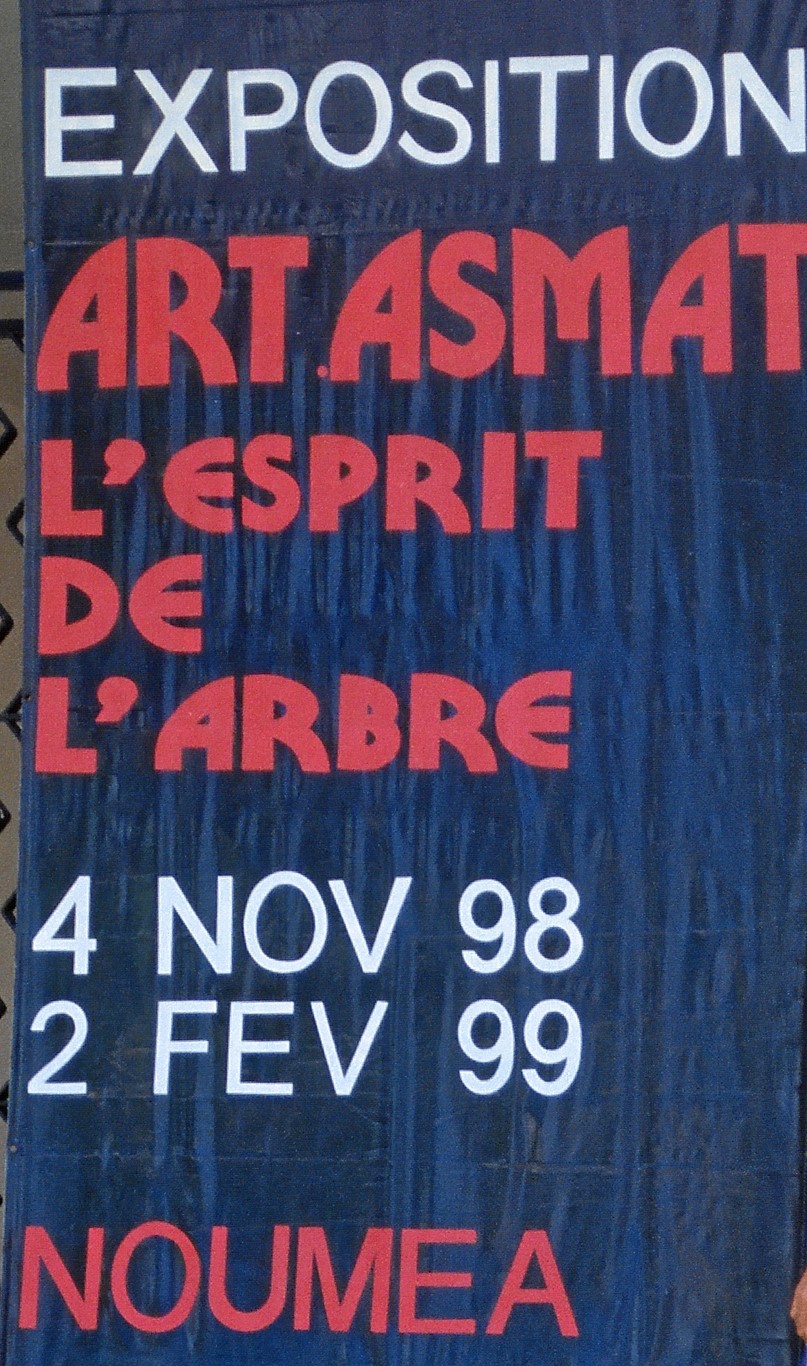 EXPOSITION
ART.ASMAT
L'ESPRIT
DE
L'ARBRE
4 NOV 98
2 FEV 99
NOUMEA